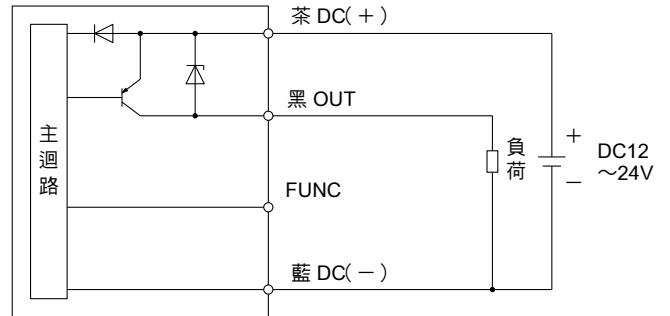 茶 DC(+)
黑 OUT
主迴路
FUNC
負荷
+
−
DC12
~24V
藍 DC(−)